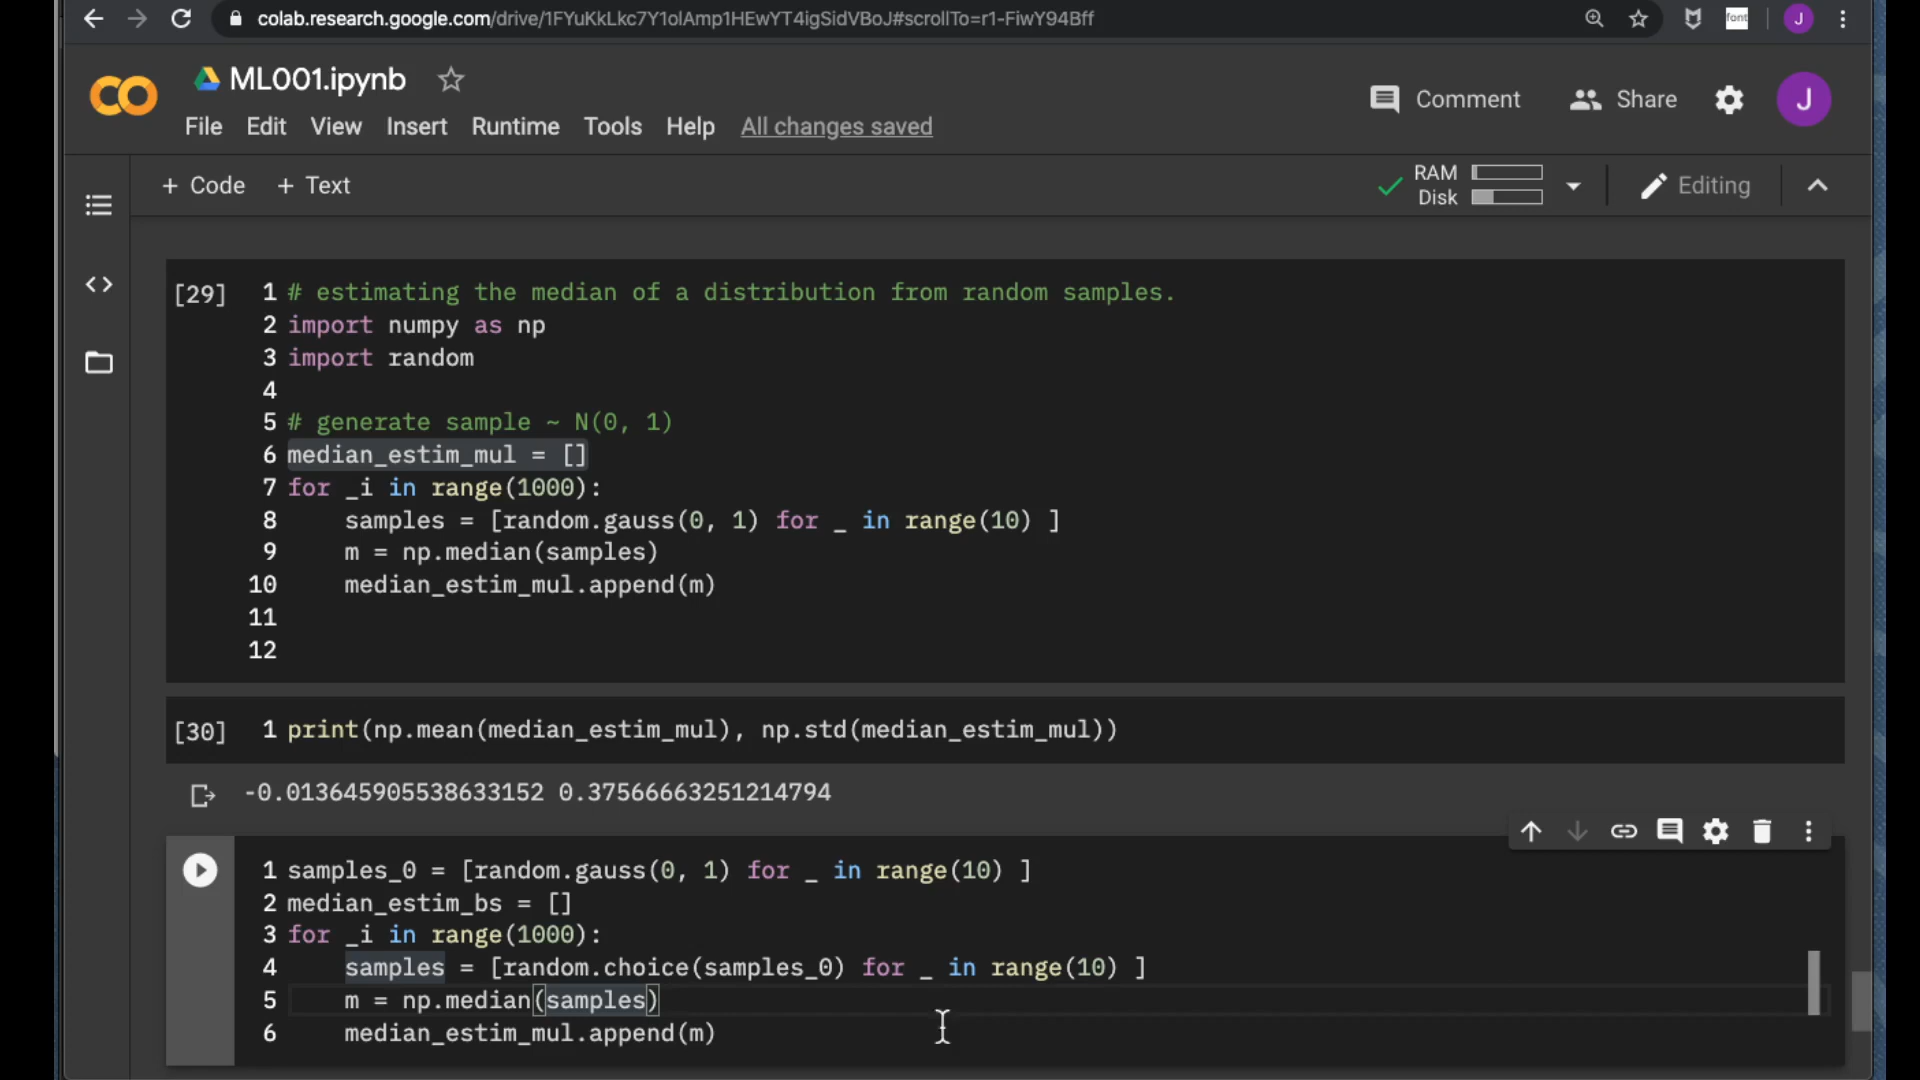 colab.research.google.com/drive/1FYuKkLkc7Y1olAmp1HEwYT4igSidVBoJ#scrollTo=r1-FiwY94Bff
font
J
ML001.ipynb
Comment
Share
J
File Edit View Insert Runtime Tools Help All changes saved
+ Code + Text
RAM
Disk
Editing
[29]
1 # estimating the median of a distribution from random samples.
2 import numpy as np
3 import random
4
5 # generate sample ~ N(0, 1)
6 median_estim_mul = []
7 for _i in range(1000):
8     samples = [random.gauss(0, 1) for _ in range(10) ]
9     m = np.median(samples)
10     median_estim_mul.append(m)
11
12
[30]
1 print(np.mean(median_estim_mul), np.std(median_estim_mul))
-0.013645905538633152 0.37566663251214794
1 samples_0 = [random.gauss(0, 1) for _ in range(10) ]
2 median_estim_bs = []
3 for _i in range(1000):
4     samples = [random.choice(samples_0) for _ in range(10) ]
5     m = np.median(samples)
6     median_estim_mul.append(m)